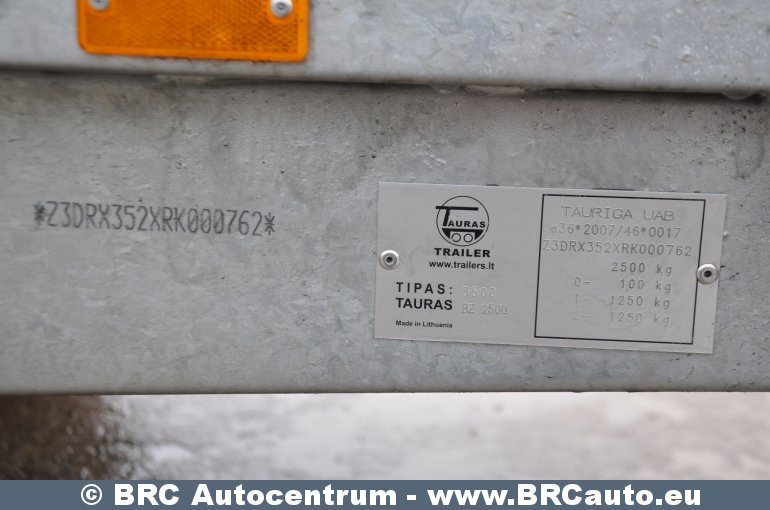 *Z3DRX352XRK000762*
TAURAS
TRAILER
www.trailers.lt
TIPAS: 3500
TAURAS BZ 2500
Made in Lithuania
TAURIGA UAB
e36*2007/46*0017
Z3DRX352XRK000762
2500 kg
0- 100 kg
1- 1250 kg
2- 1250 kg
© BRC Autocentrum - www.BRCauto.eu